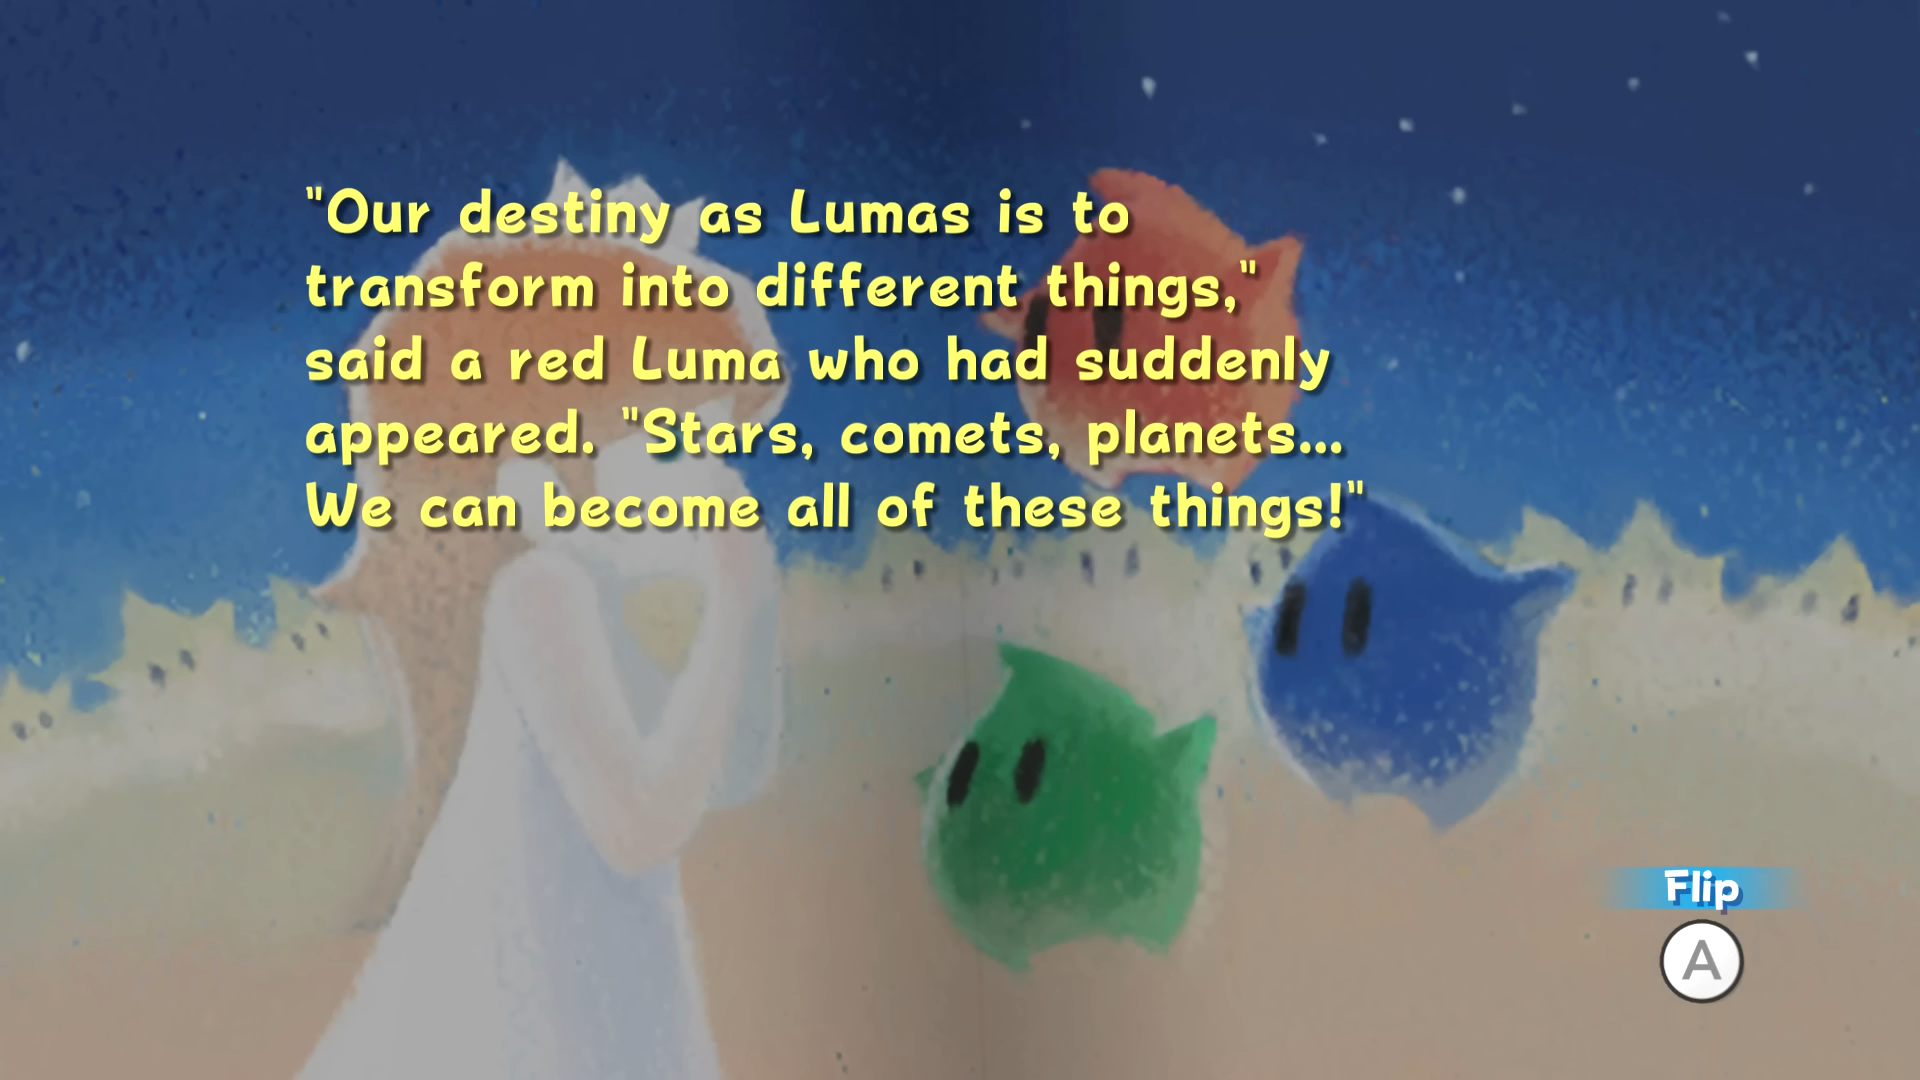 "Our destiny as Lumas is to
transform into different things,"
said a red Luma who had suddenly
appeared. "Stars, comets, planets...
We can become all of these things!"
Flip
A